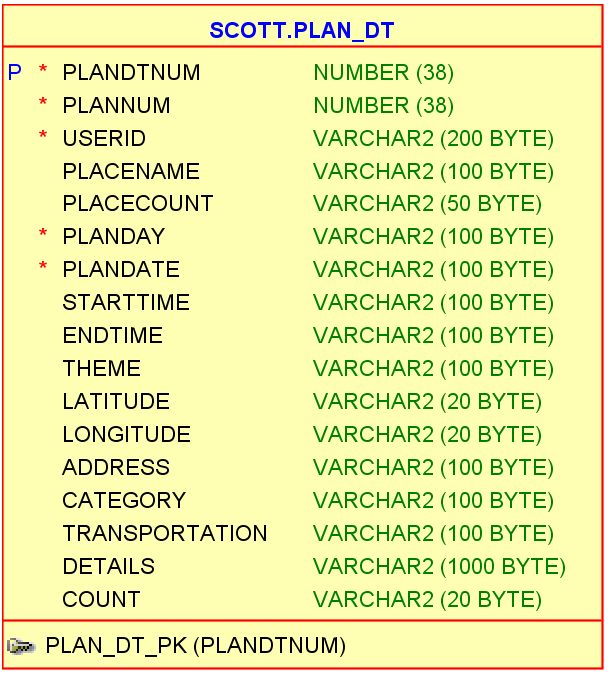 SCOTT.PLAN_DT
P * PLANDTNUM NUMBER (38)
* PLANNUM NUMBER (38)
* USERID VARCHAR2 (200 BYTE)
PLACENAME VARCHAR2 (100 BYTE)
PLACECOUNT VARCHAR2 (50 BYTE)
* PLANDAY VARCHAR2 (100 BYTE)
* PLANDATE VARCHAR2 (100 BYTE)
STARTTIME VARCHAR2 (100 BYTE)
ENDTIME VARCHAR2 (100 BYTE)
THEME VARCHAR2 (100 BYTE)
LATITUDE VARCHAR2 (20 BYTE)
LONGITUDE VARCHAR2 (20 BYTE)
ADDRESS VARCHAR2 (100 BYTE)
CATEGORY VARCHAR2 (100 BYTE)
TRANSPORTATION VARCHAR2 (100 BYTE)
DETAILS VARCHAR2 (1000 BYTE)
COUNT VARCHAR2 (20 BYTE)
PLAN_DT_PK (PLANDTNUM)